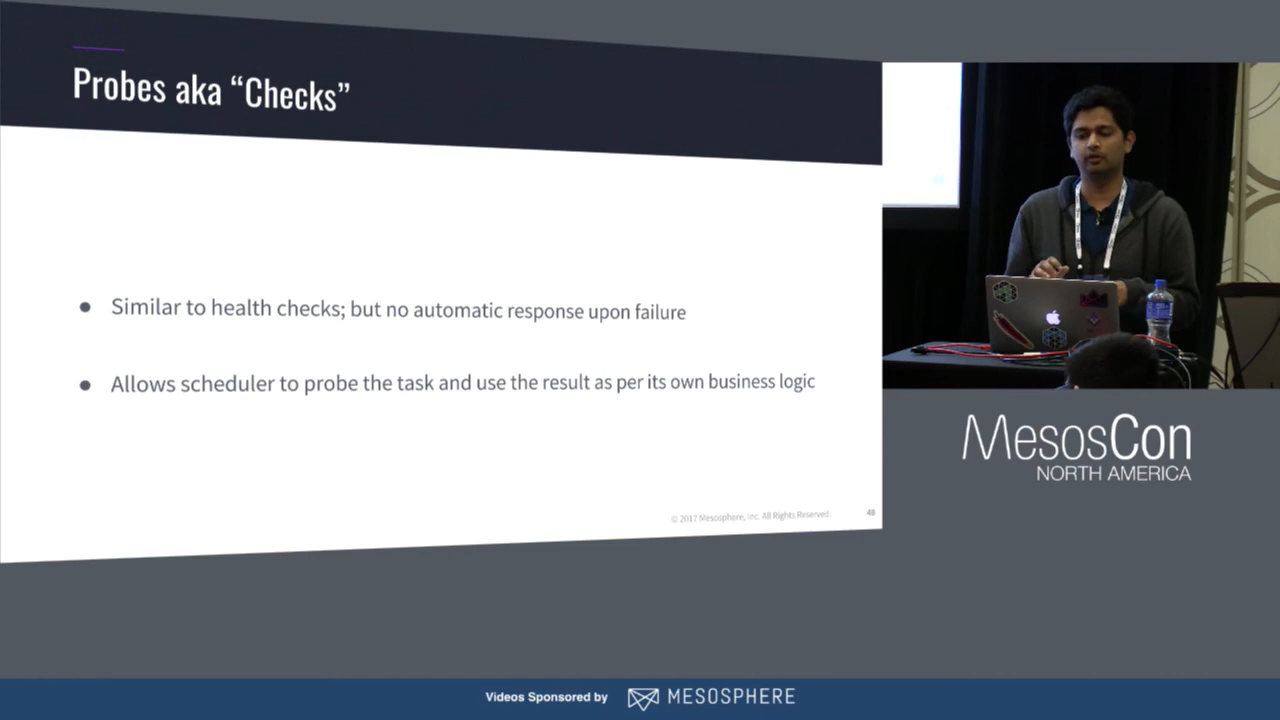 Probes aka “Checks”
● Similar to health checks; but no automatic response upon failure
● Allows scheduler to probe the task and use the result as per its own business logic
© 2017 Mesosphere, Inc. All Rights Reserved.
48
MesosCon
NORTH AMERICA
Videos Sponsored by MESOSPHERE